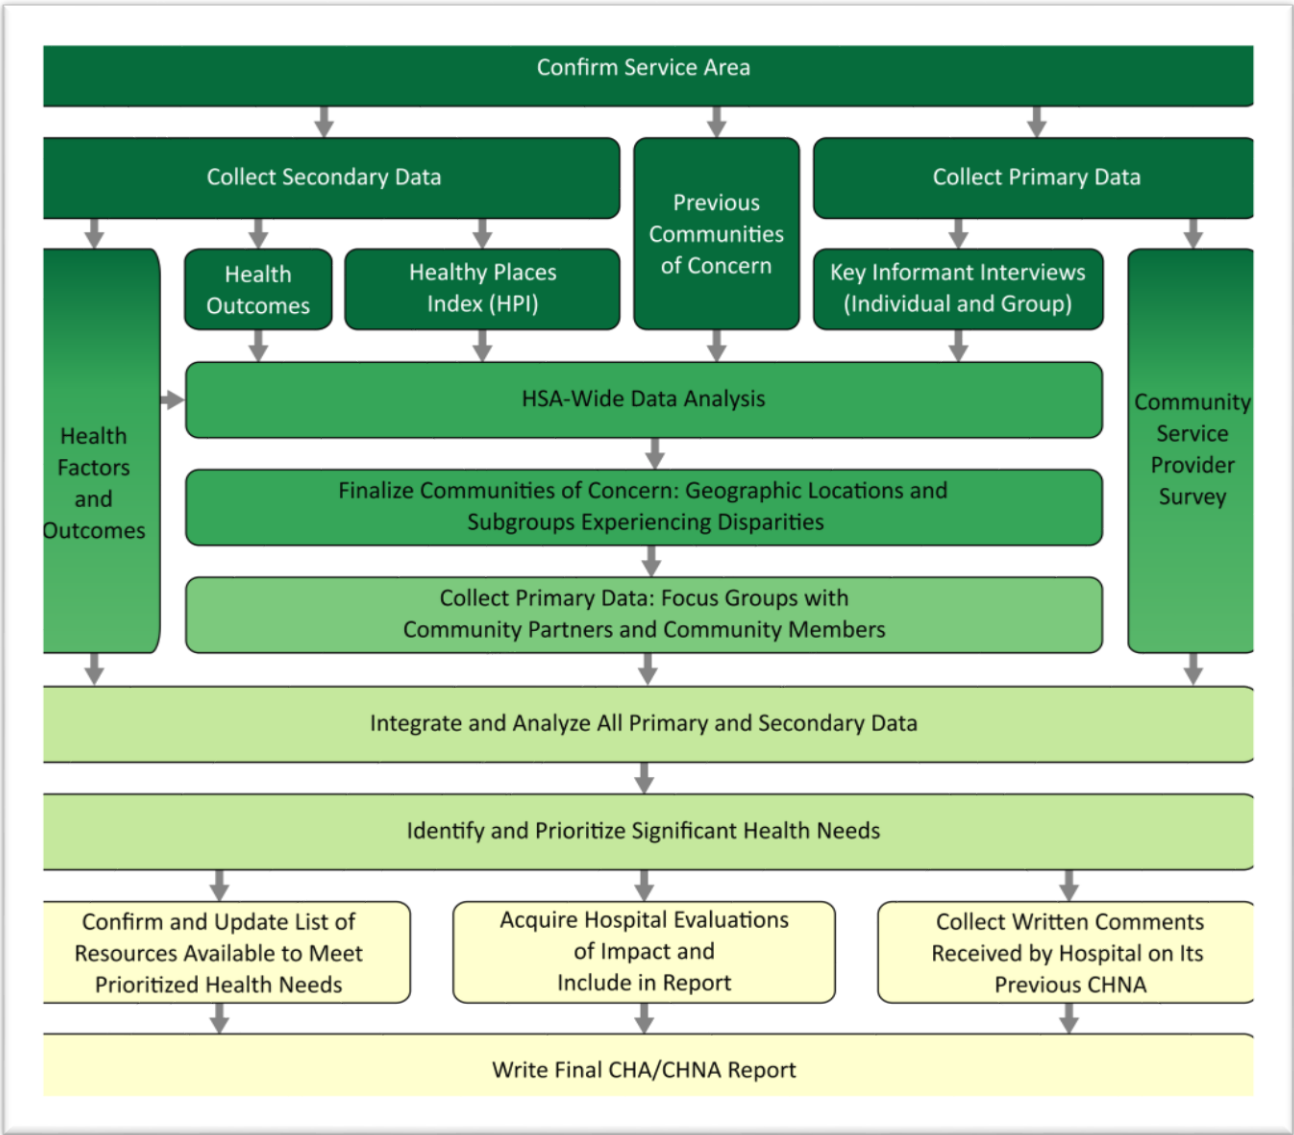 Confirm Service Area
Collect Secondary Data
Previous
Communities
of Concern
Collect Primary Data
Health
Factors
and
Outcomes
Health
Outcomes
Healthy Places
Index (HPI)
Key Informant Interviews
(Individual and Group)
Community
Service
Provider
Survey
HSA-Wide Data Analysis
Finalize Communities of Concern: Geographic Locations and
Subgroups Experiencing Disparities
Collect Primary Data: Focus Groups with
Community Partners and Community Members
Integrate and Analyze All Primary and Secondary Data
Identify and Prioritize Significant Health Needs
Confirm and Update List of
Resources Available to Meet
Prioritized Health Needs
Acquire Hospital Evaluations
of Impact and
Include in Report
Collect Written Comments
Received by Hospital on Its
Previous CHNA
Write Final CHA/CHNA Report